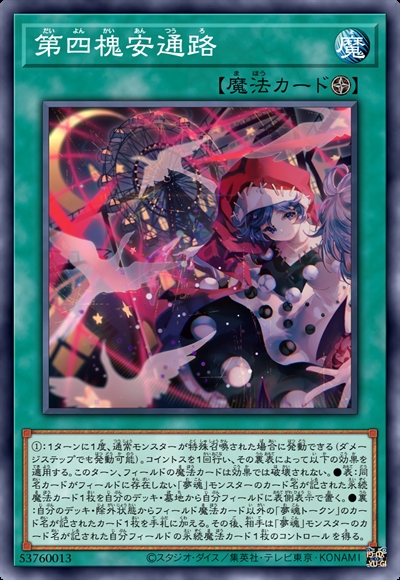 第四槐安通路
だい よん かい あん つう ろ
【魔法カード】
ま ほう
魔
①:1ターンに1度、通常モンスターが特殊召喚された場合に発動できる(ダメ
ージステップでも発動可能)。コイントスを1回行い、その裏表によって以下の効果を
適用する。このターン、フィールドの魔法カードは効果では破壊されない。●表:同
名カードがフィールドに存在しない「夢魂」モンスターのカード名が記された永続
魔法カード1枚を自分のデッキ・墓地から自分フィールドに表側表示で置く。●裏
:自分のデッキ・除外状態からフィールド魔法カード以外の「夢魂トークン」のカー
ド名が記されたカード1枚を手札に加える。その後、相手は「夢魂」モンスターのカ
ード名が記された自分フィールドの永続魔法カード1枚のコントロールを得る。
53760013
©スタジオ・ダイス/集英社・テレビ東京・KONAMI